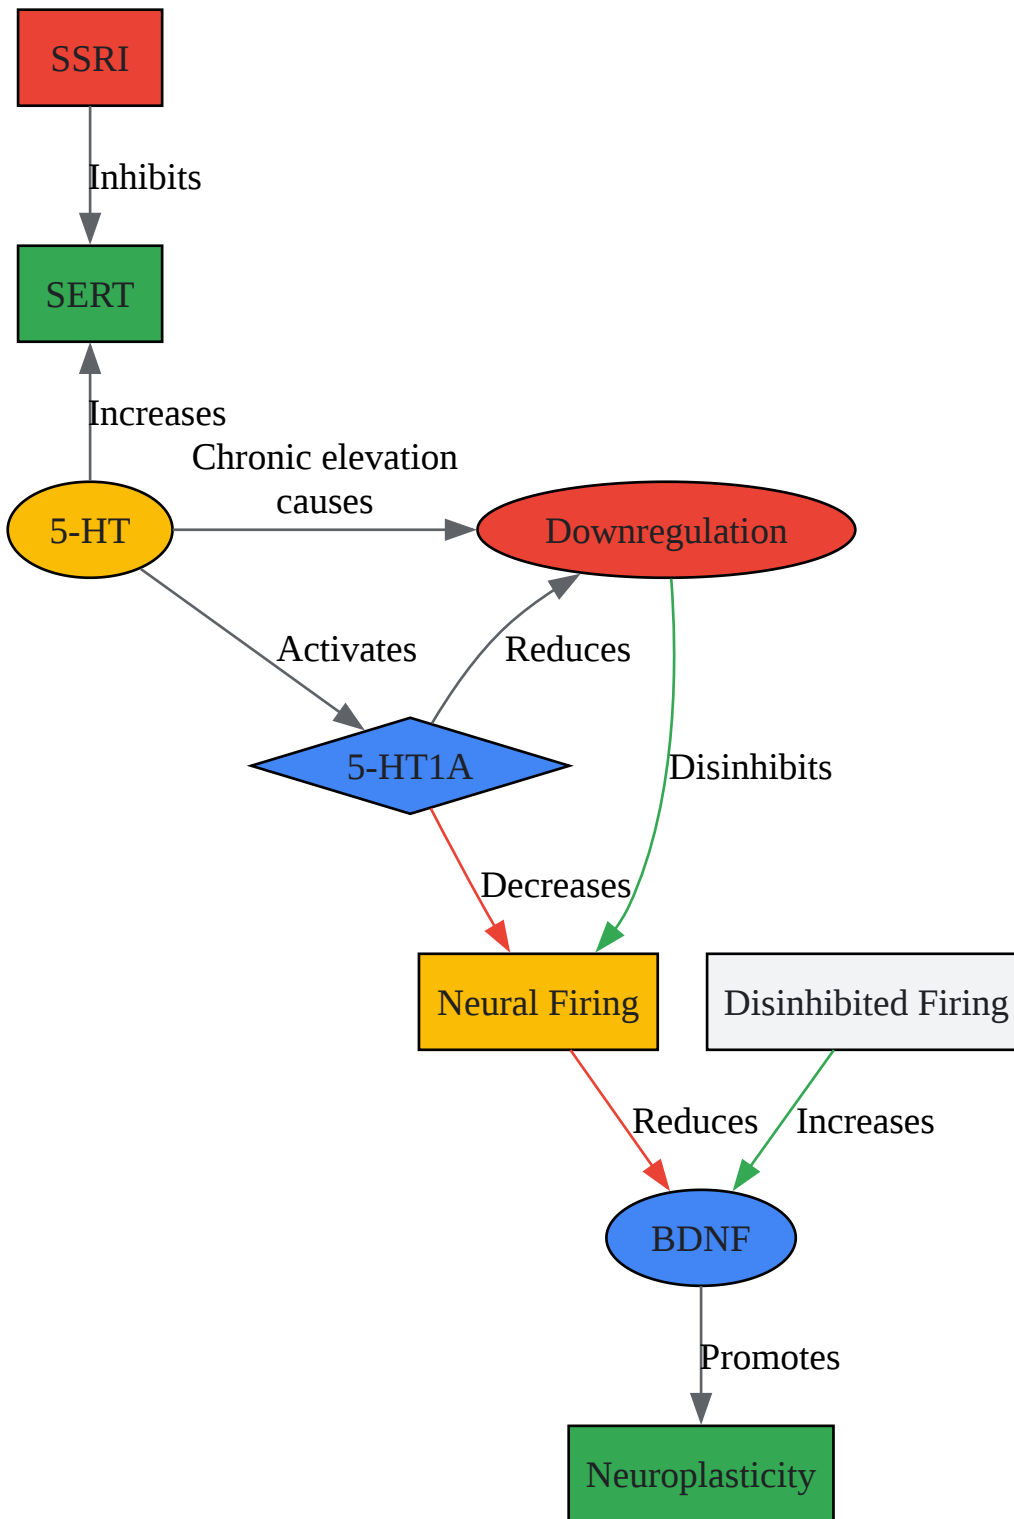 SSRI
Inhibits
SERT
Increases
Chronic elevation
causes
5-HT
Downregulation
Activates
Reduces
5-HT1A
Disinhibits
Decreases
Neural Firing
Disinhibited Firing
Reduces
Increases
BDNF
Promotes
Neuroplasticity